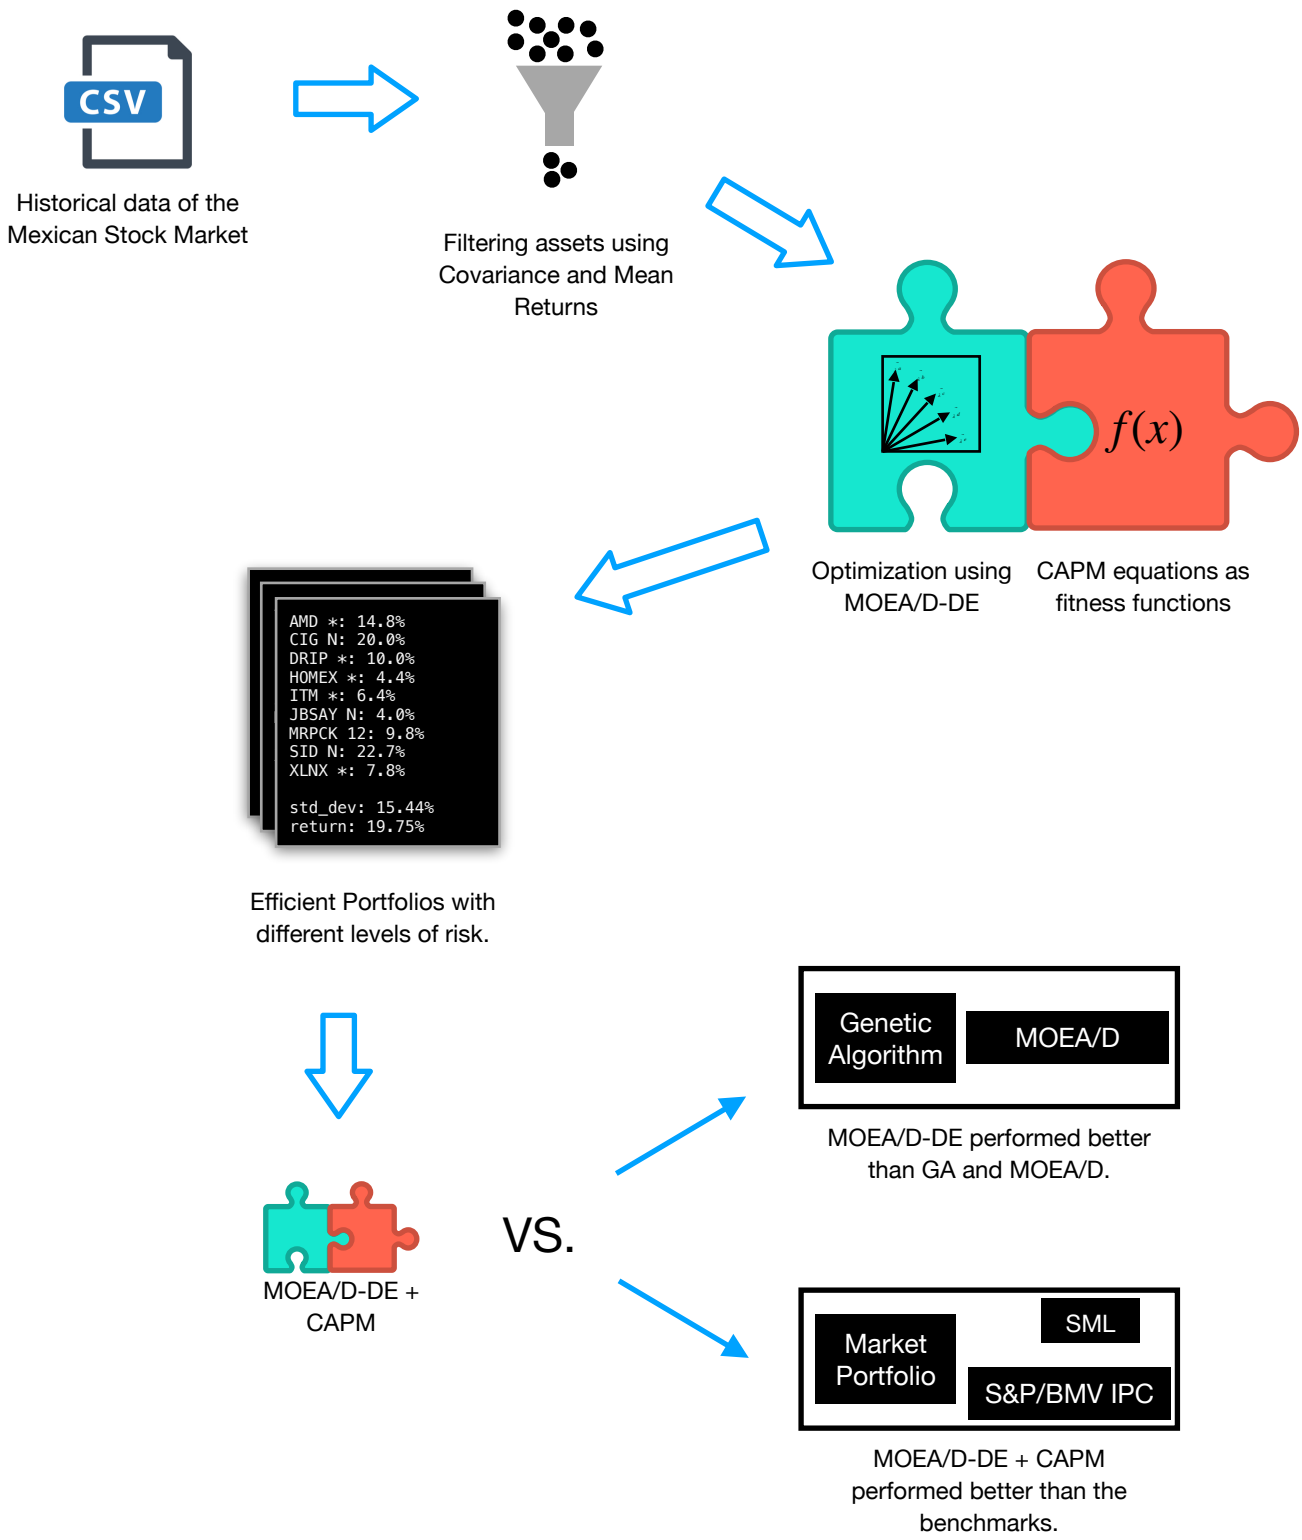 CSV
Historical data of the
Mexican Stock Market
Filtering assets using
Covariance and Mean
Returns
f(x)
Optimization using
MOEA/D-DE
CAPM equations as
fitness functions
AMD *: 14.8%
CIG N: 20.0%
DRIP *: 10.0%
HOMEX *: 4.4%
ITM *: 6.4%
JBSAY N: 4.0%
MRPCK 12: 9.8%
SID N: 22.7%
XLNX *: 7.8%
std_dev: 15.44%
return: 19.75%
Efficient Portfolios with
different levels of risk.
Genetic
Algorithm
MOEA/D
MOEA/D-DE performed better
than GA and MOEA/D.
VS.
MOEA/D-DE +
CAPM
Market
Portfolio
SML
S&P/BMV IPC
MOEA/D-DE + CAPM
performed better than the
benchmarks.